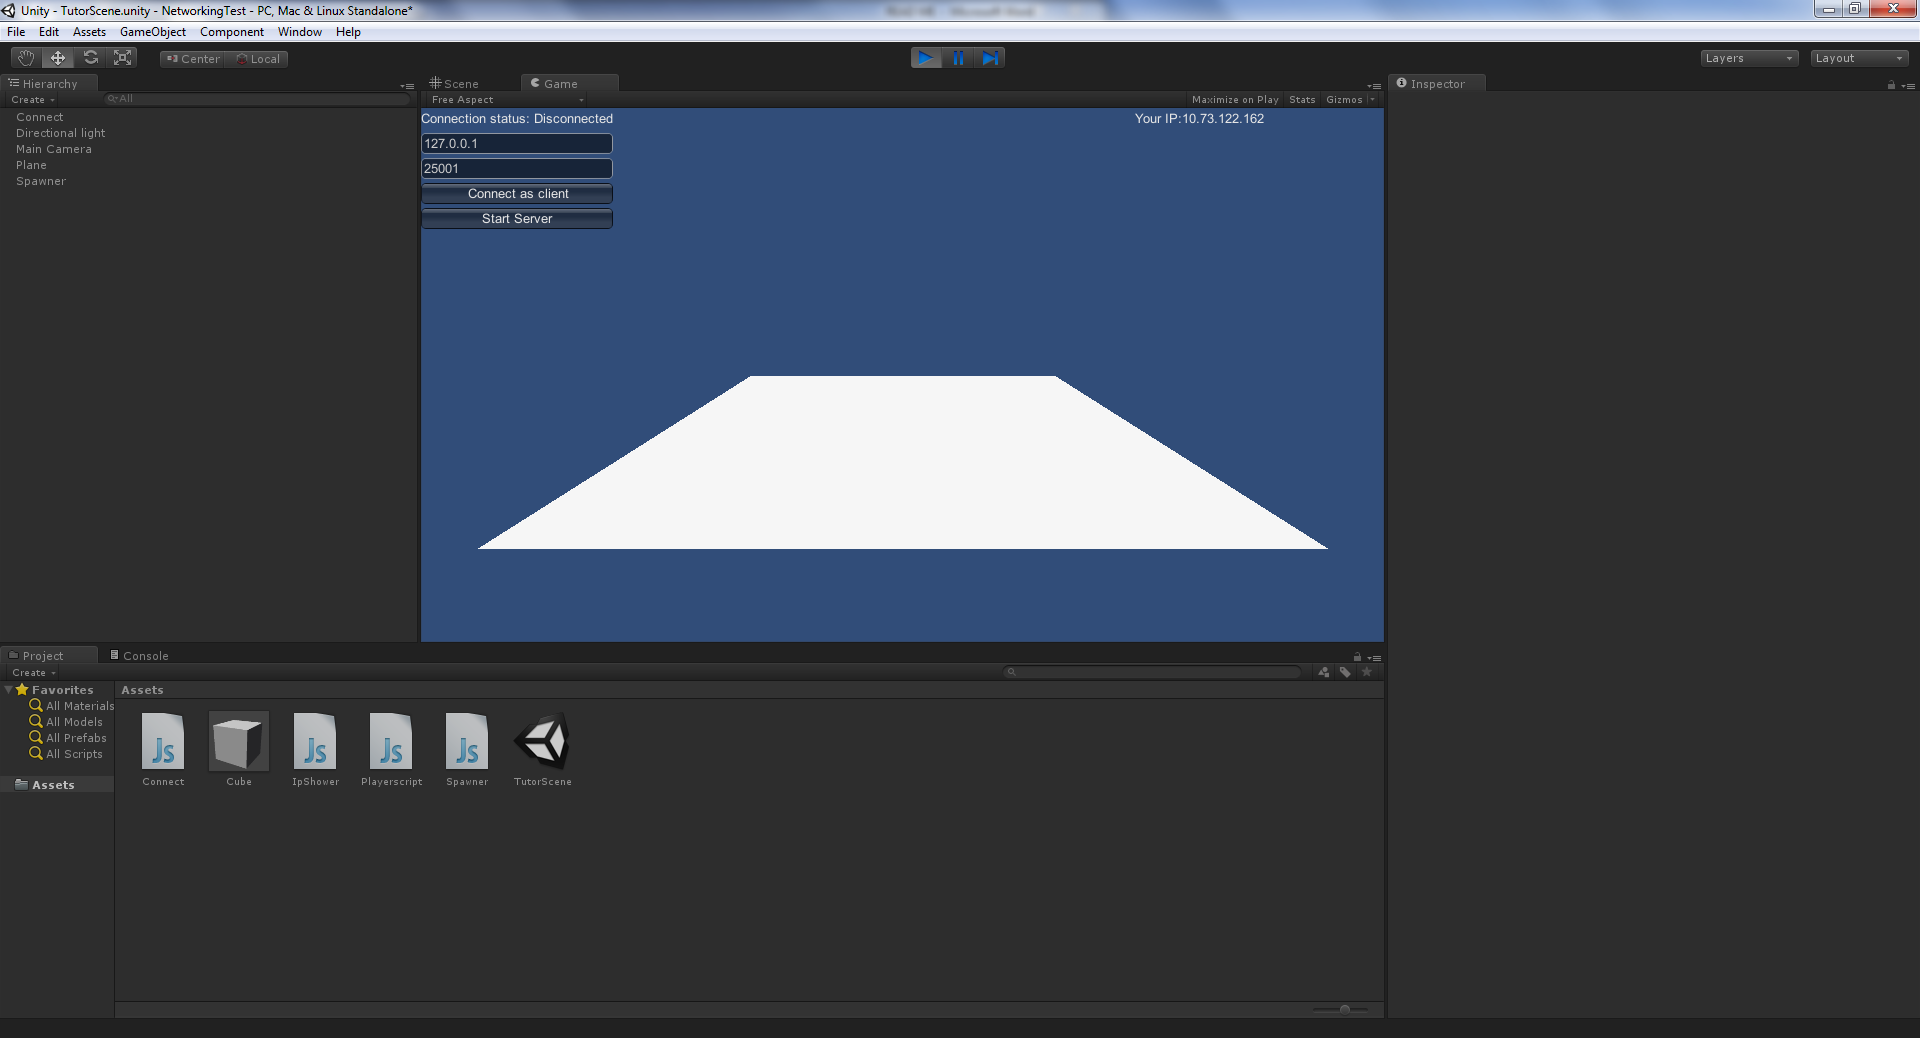 Unity - TutorScene.unity - NetworkingTest - PC, Mac & Linux Standalone*
File Edit Assets GameObject Component Window Help
Center Local
Layers Layout
Hierarchy
Create All
Connect
Directional light
Main Camera
Plane
Spawner
Scene Game
Free Aspect Maximize on Play Stats Gizmos
Connection status: Disconnected Your IP:10.73.122.162
127.0.0.1
25001
Connect as client
Start Server
Inspector
Project Console
Create
Favorites
All Materials
All Models
All Prefabs
All Scripts
Assets
Assets
Js Js Js Js
Connect Cube IpShower Playerscript Spawner TutorScene